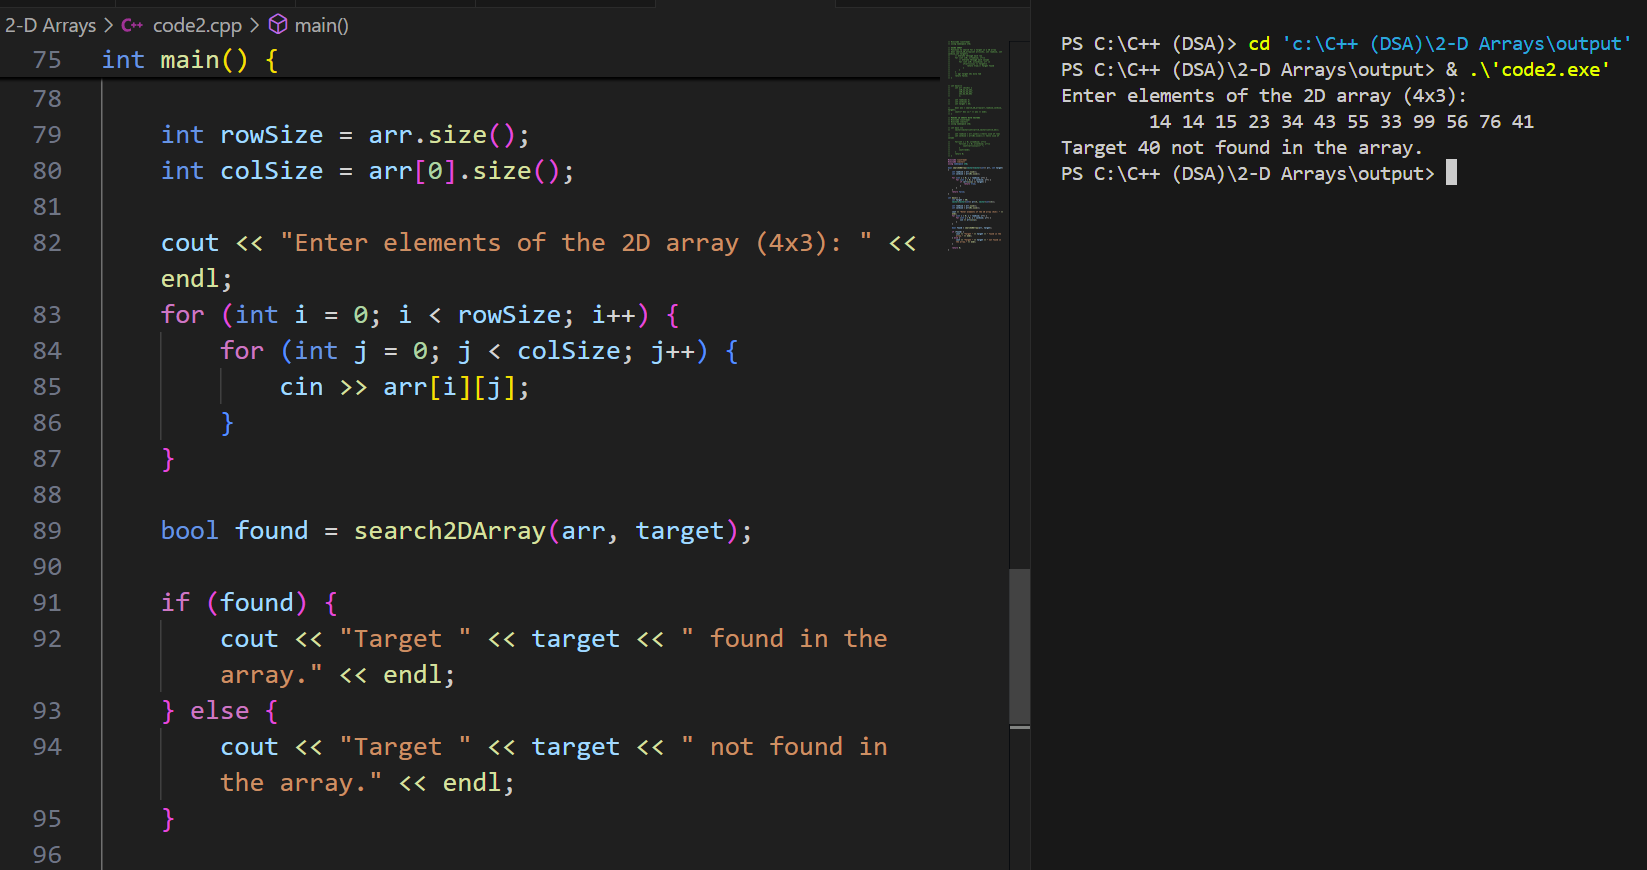 2-D Arrays > C++ code2.cpp > main()
75 int main() {
78
79 int rowSize = arr.size();
80 int colSize = arr[0].size();
81
82 cout << "Enter elements of the 2D array (4x3): " <<
endl;
83 for (int i = 0; i < rowSize; i++) {
84 for (int j = 0; j < colSize; j++) {
85 cin >> arr[i][j];
86 }
87 }
88
89 bool found = search2DArray(arr, target);
90
91 if (found) {
92 cout << "Target " << target << " found in the
array." << endl;
93 } else {
94 cout << "Target " << target << " not found in
the array." << endl;
95 }
96
PS C:\C++ (DSA)> cd 'c:\C++ (DSA)\2-D Arrays\output'
PS C:\C++ (DSA)\2-D Arrays\output> & .\'code2.exe'
Enter elements of the 2D array (4x3):
14 14 15 23 34 43 55 33 99 56 76 41
Target 40 not found in the array.
PS C:\C++ (DSA)\2-D Arrays\output>